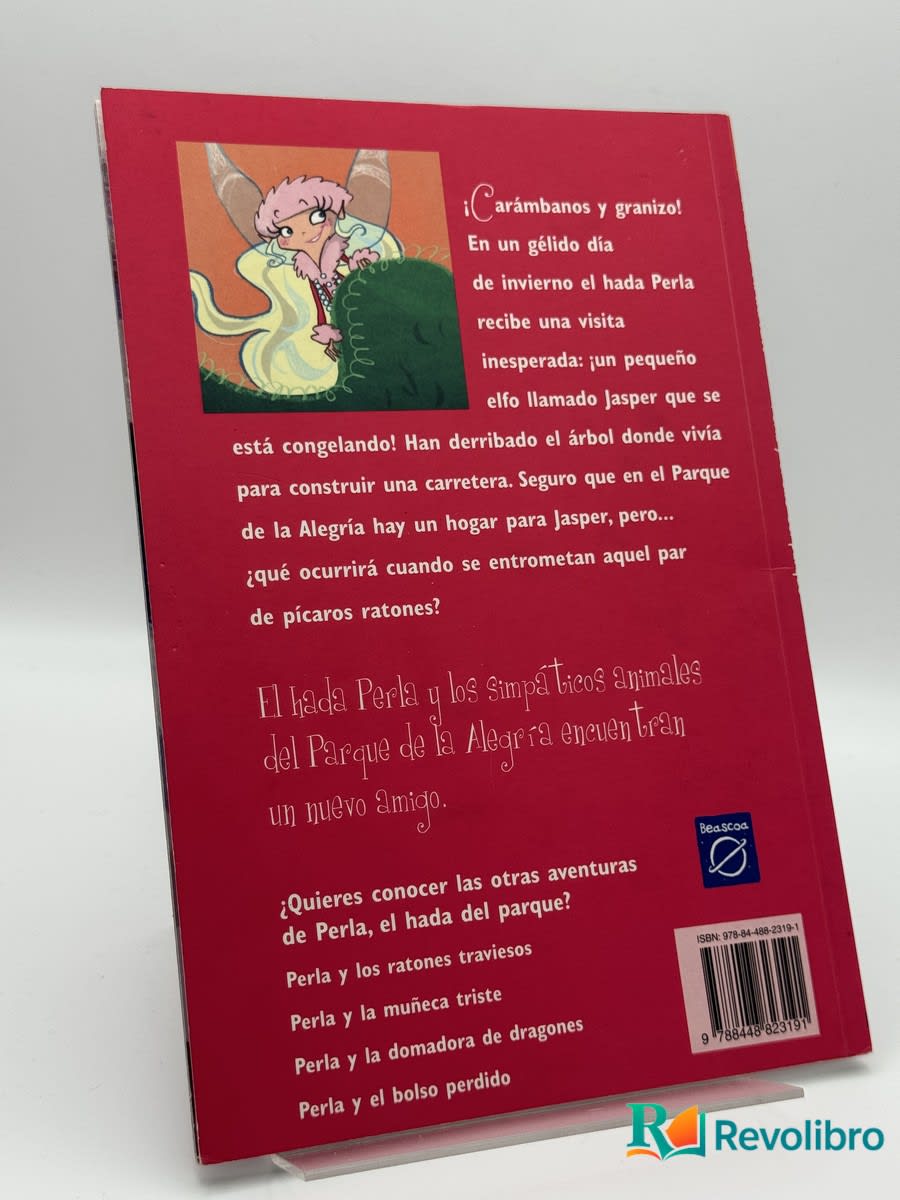 ¡Carámbanos y granizo!
En un gélido día
de invierno el hada Perla
recibe una visita
inesperada: ¡un pequeño
elfo llamado Jasper que se
está congelando! Han derribado el árbol donde vivía
para construir una carretera. Seguro que en el Parque
de la Alegría hay un hogar para Jasper, pero...
¿qué ocurrirá cuando se entrometan aquel par
de pícaros ratones?
El hada Perla y los simpáticos animales
del Parque de la Alegría encuentran
un nuevo amigo.
Beascoa
¿Quieres conocer las otras aventuras
de Perla, el hada del parque?
Perla y los ratones traviesos
Perla y la muñeca triste
Perla y la domadora de dragones
Perla y el bolso perdido
ISBN: 978-84-488-2319-1
9 788448 823191
Revolibro